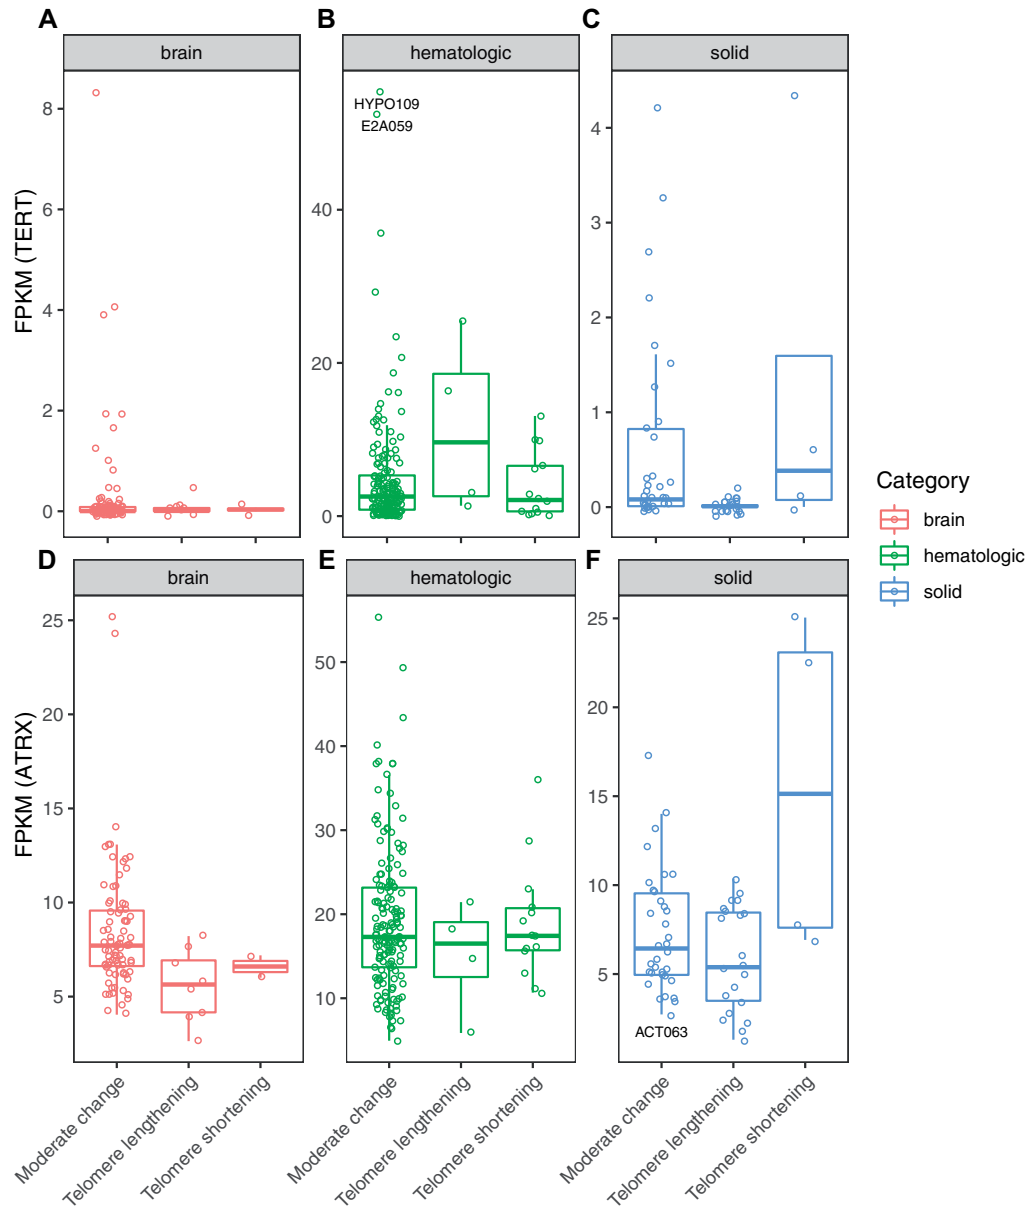 A
B
C
brain
hematologic
solid
FPKM (TERT)
8
6
4
2
0
HYPO109
E2A059
40
20
0
4
3
2
1
0
Category
brain
hematologic
solid
D
E
F
brain
hematologic
solid
FPKM (ATRX)
25
20
15
10
5
50
40
30
20
10
25
20
15
10
5
ACT063
Moderate change
Telomere lengthening
Telomere shortening
Moderate change
Telomere lengthening
Telomere shortening
Moderate change
Telomere lengthening
Telomere shortening